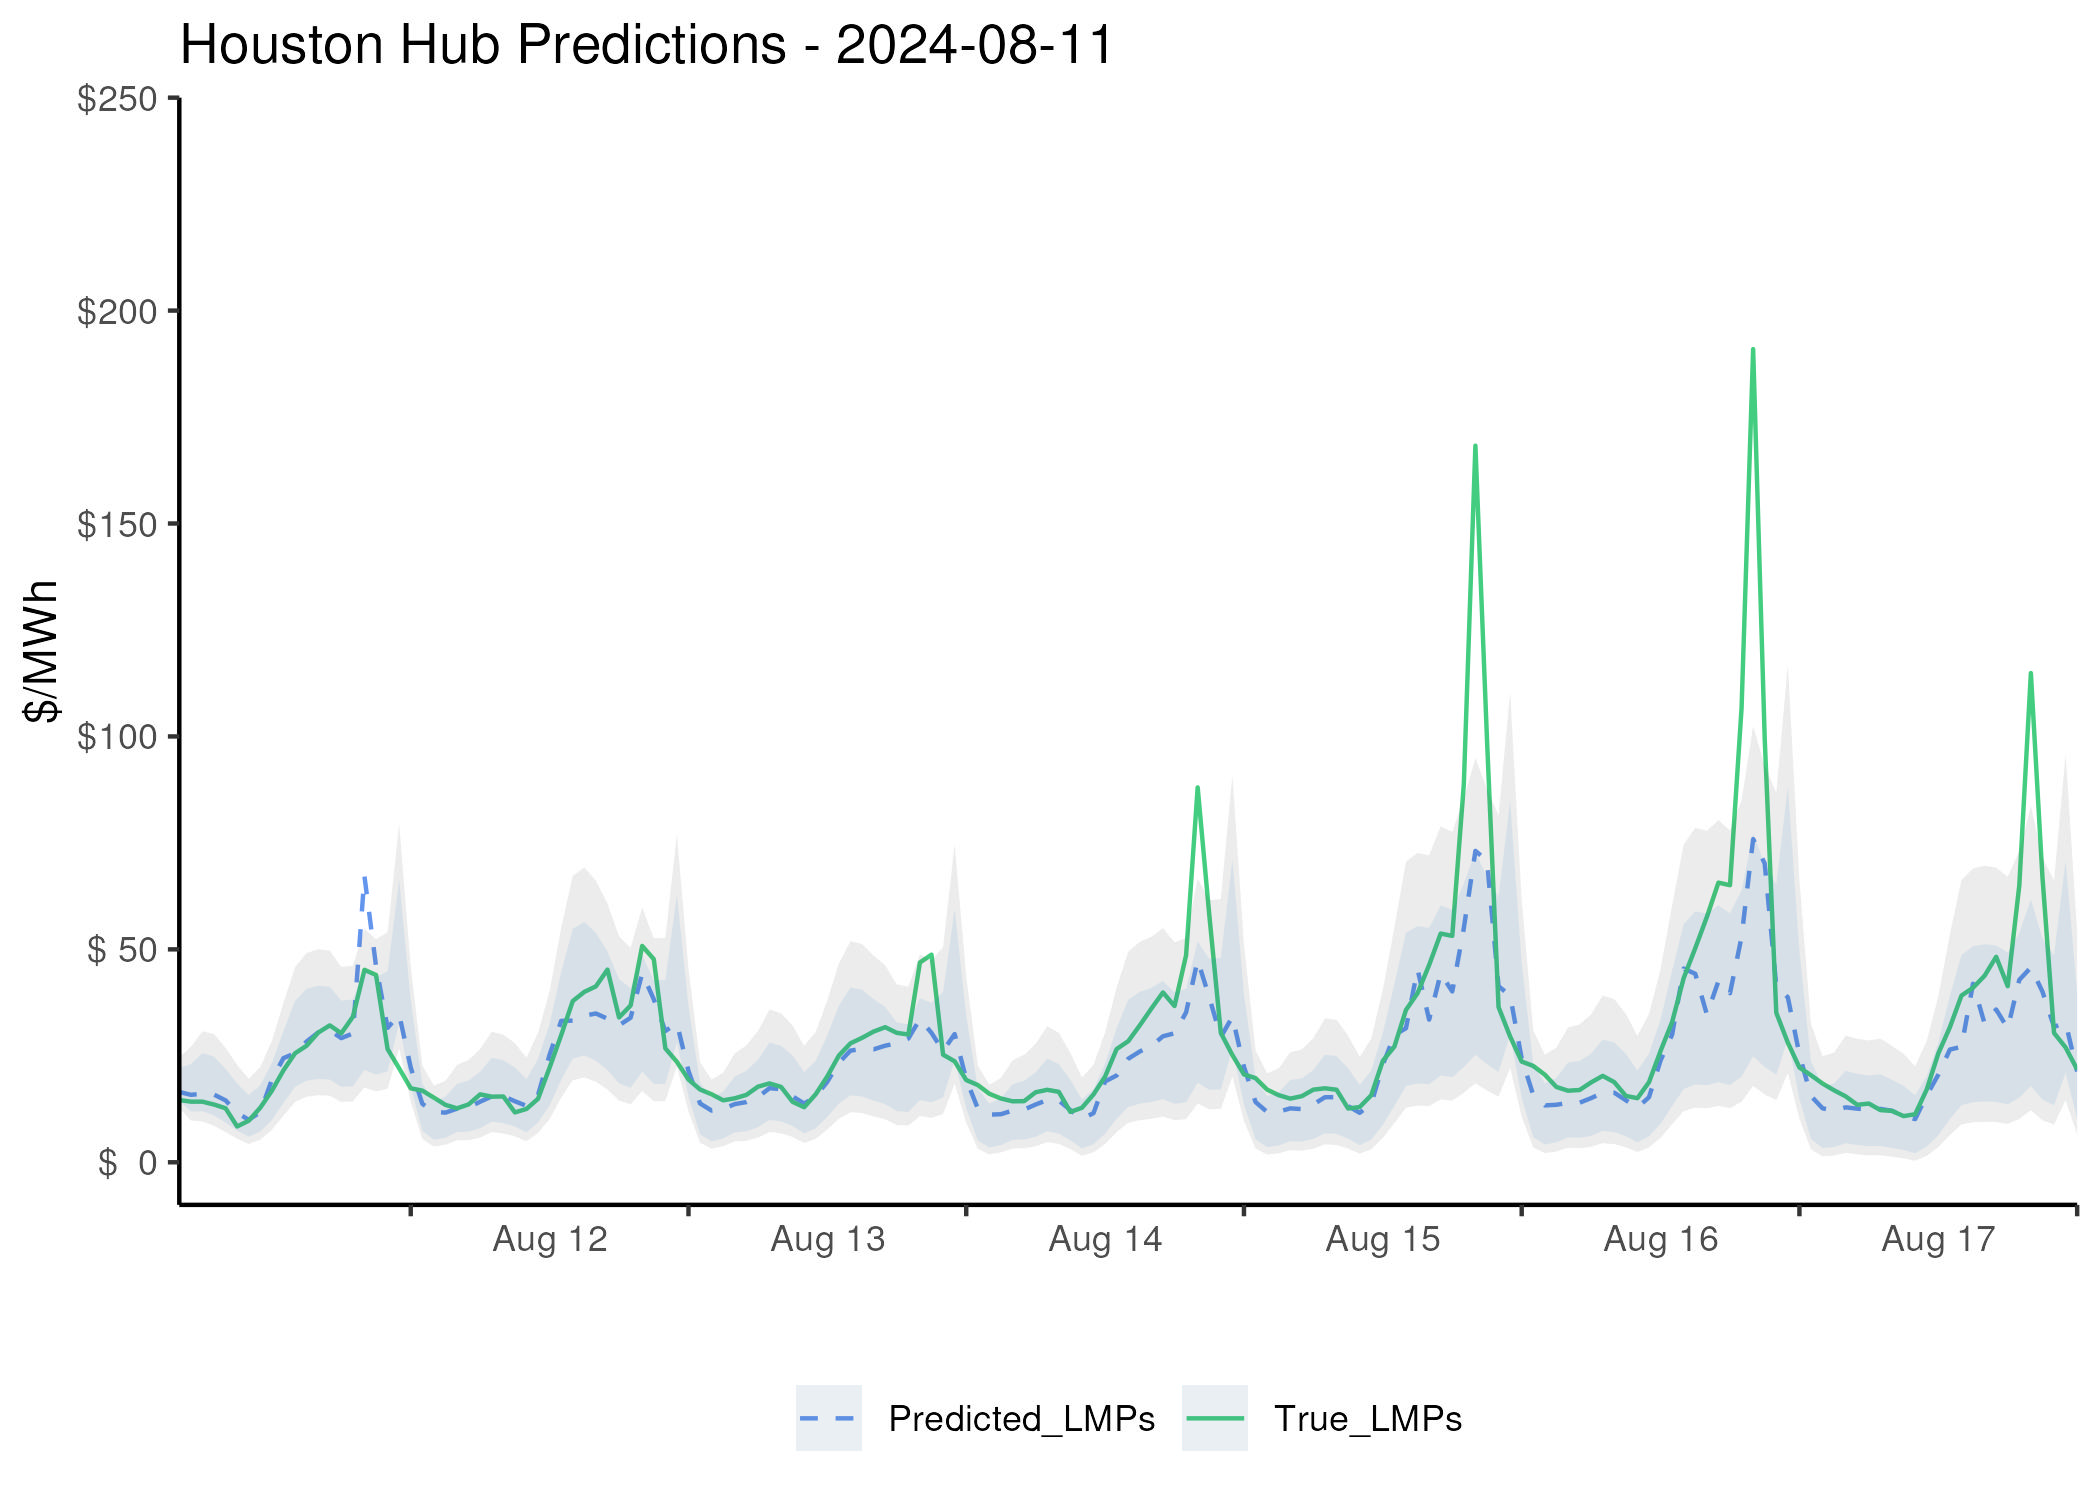 Houston Hub Predictions - 2024-08-11
$250
$200
$150
$100
$ 50
$ 0
$/MWh
Aug 12 Aug 13 Aug 14 Aug 15 Aug 16 Aug 17
Predicted_LMPs True_LMPs